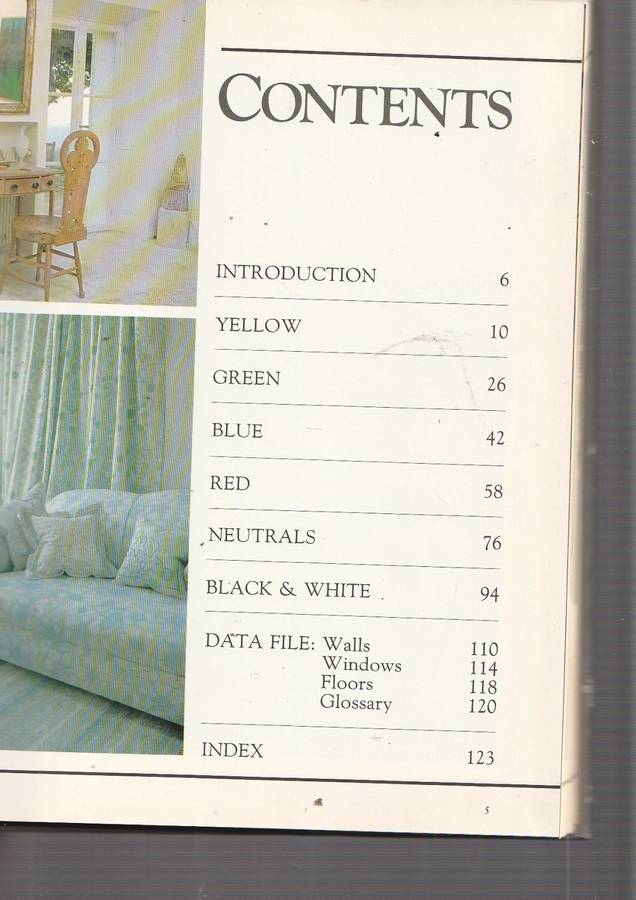 CONTENTS
INTRODUCTION 6
YELLOW 10
GREEN 26
BLUE 42
RED 58
NEUTRALS 76
BLACK & WHITE 94
DATA FILE: Walls 110
Windows 114
Floors 118
Glossary 120
INDEX 123
5